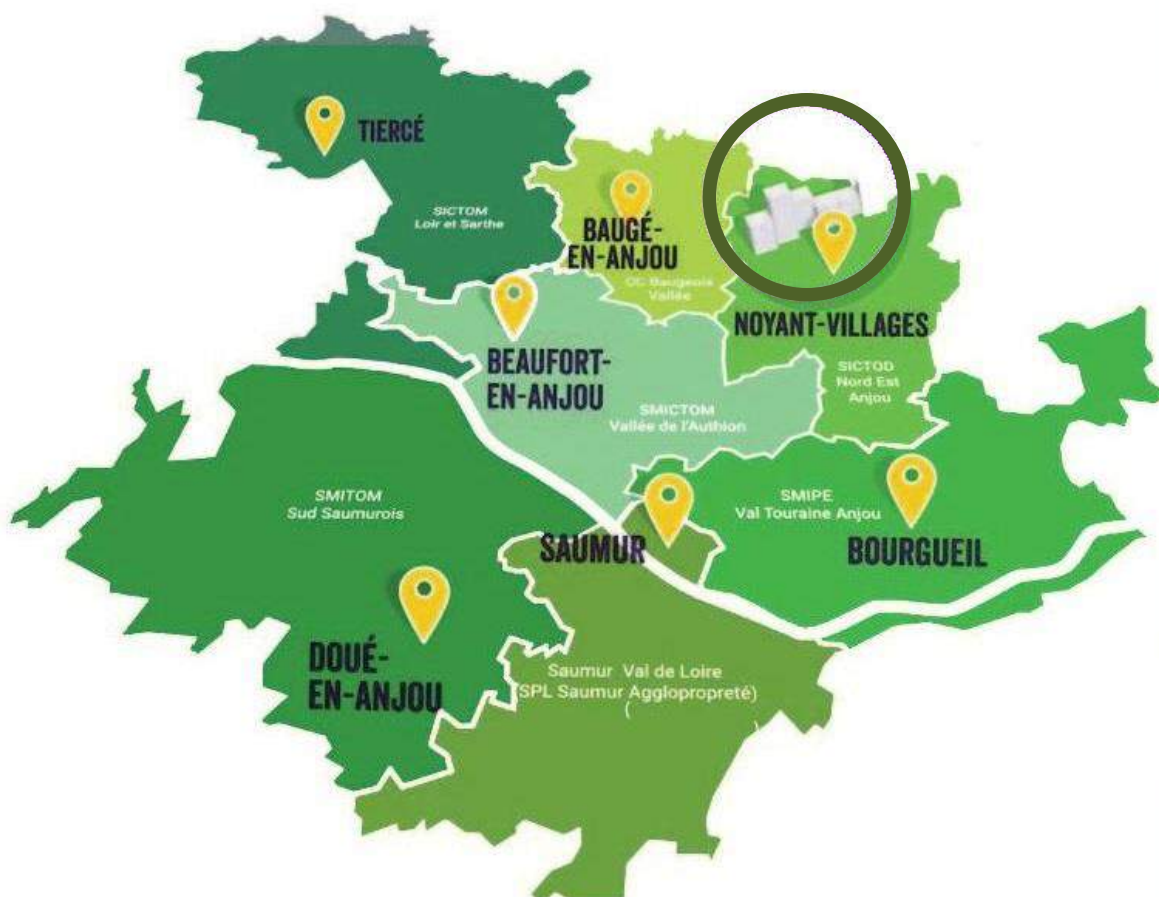 TIERCÉ
SICTOM
Loir et Sarthe
BAUGÉ-
EN-ANJOU
CC Baugeois
Vallée
NOYANT-VILLAGES
SICTOD
Nord Est
Anjou
BEAUFORT-
EN-ANJOU
SMICTOM
Vallée de l'Authion
SMITOM
Sud Saumurois
SMIPE
Val Touraine Anjou
SAUMUR
BOURGUEIL
DOUÉ-
EN-ANJOU
Saumur Val de Loire
(SPL Saumur Agglopropreté)
( )